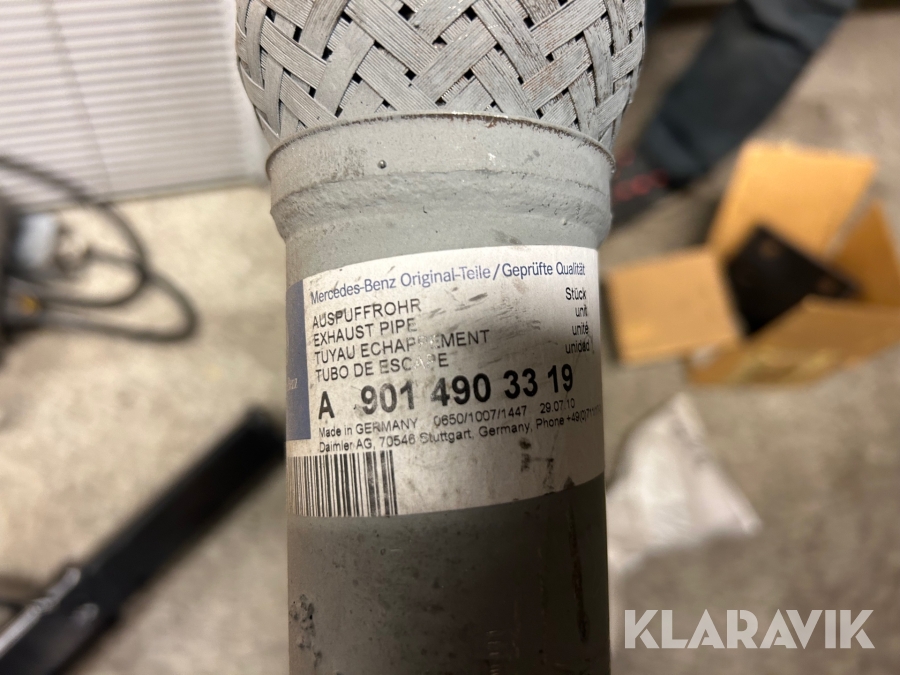 Mercedes-Benz Original-Teile/Geprüfte Qualität
AUSPUFFROHR
EXHAUST PIPE
TUYAU ECHAPPEMENT
TUBO DE ESCAPE
Stück
unit
unité
unidad
A 901 490 33 19
Made in GERMANY 0650/1007/1447 29.07.10
Daimler AG, 70546 Stuttgart, Germany, Phone
KLARAVIK